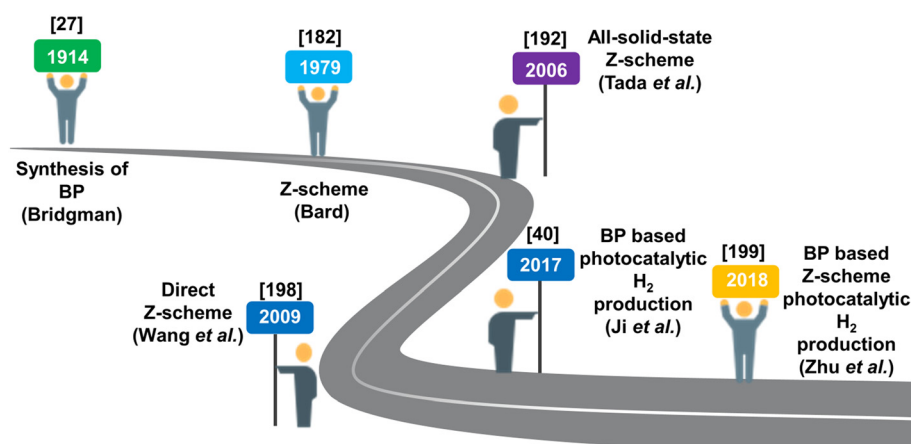 [27]
1914
Synthesis of
BP
(Bridgman)
[182]
1979
Z-scheme
(Bard)
[192]
2006
All-solid-state
Z-scheme
(Tada et al.)
[198]
2009
Direct
Z-scheme
(Wang et al.)
[40]
2017
BP based
photocatalytic
H₂
production
(Ji et al.)
[199]
2018
BP based
Z-scheme
photocatalytic
H₂
production
(Zhu et al.)